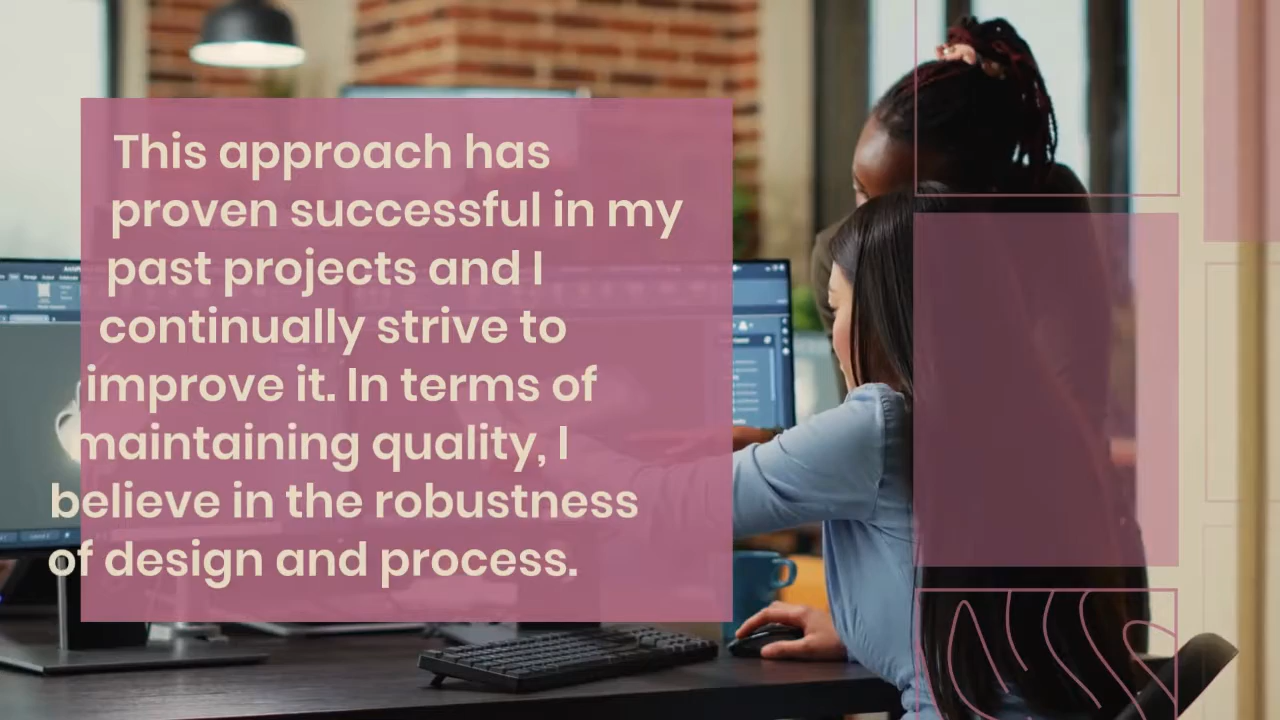 This approach has
proven successful in my
past projects and I
continually strive to
improve it. In terms of
maintaining quality, I
believe in the robustness
of design and process.